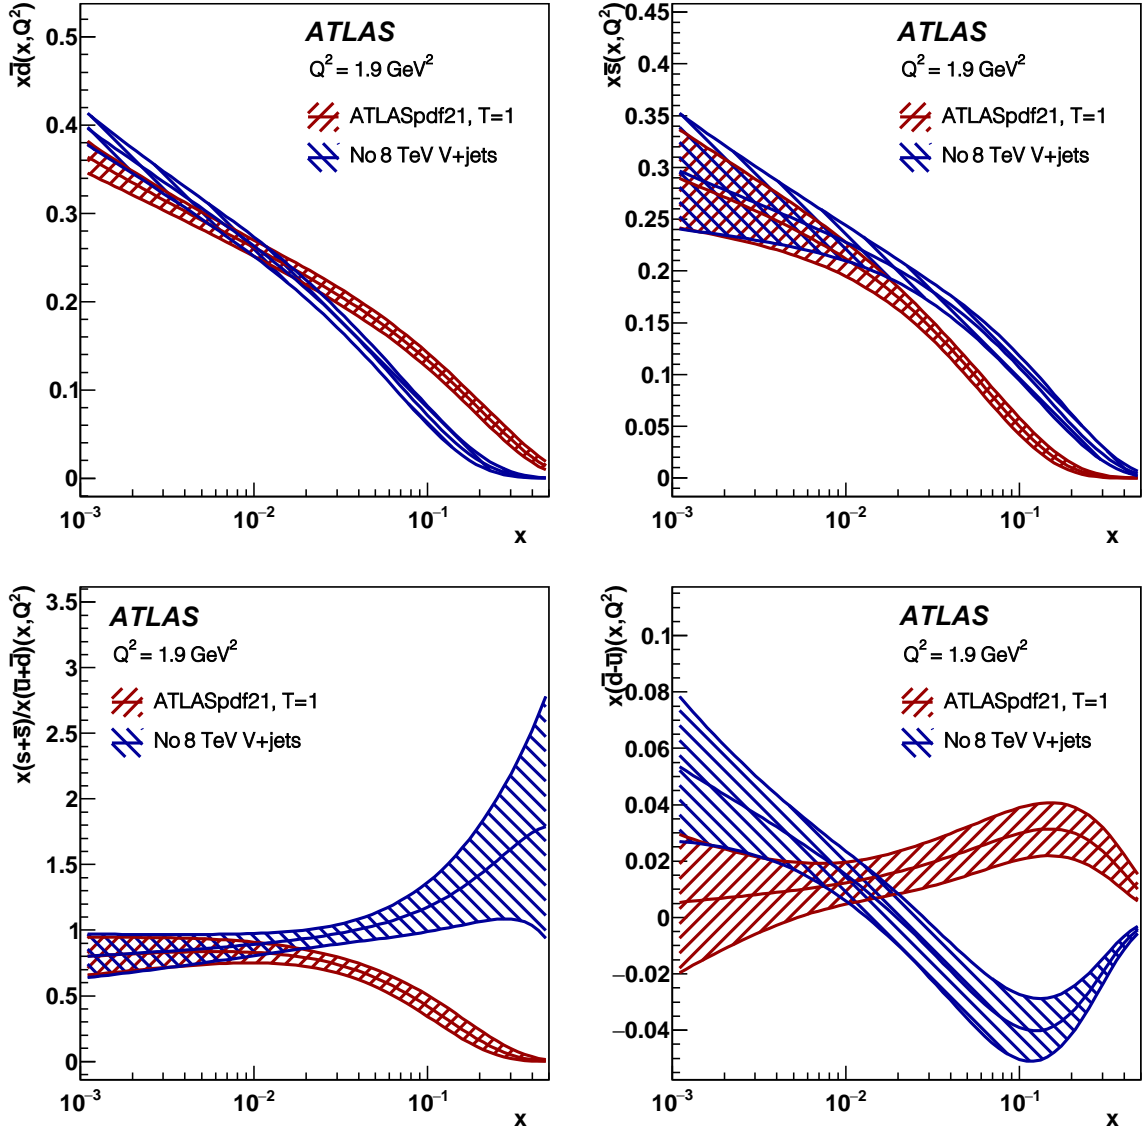 xd̅(x,Q²)
ATLAS
Q² = 1.9 GeV²
ATLASpdf21, T=1
No 8 TeV V+jets
0.5
0.4
0.3
0.2
0.1
0
10⁻³ 10⁻² 10⁻¹
x
xs̅(x,Q²)
ATLAS
Q² = 1.9 GeV²
ATLASpdf21, T=1
No 8 TeV V+jets
0.45
0.4
0.35
0.3
0.25
0.2
0.15
0.1
0.05
0
10⁻³ 10⁻² 10⁻¹
x
x(s+s̅)/x(u̅+d̅)(x,Q²)
ATLAS
Q² = 1.9 GeV²
ATLASpdf21, T=1
No 8 TeV V+jets
3.5
3
2.5
2
1.5
1
0.5
0
10⁻³ 10⁻² 10⁻¹
x
x(d̅-u̅)(x,Q²)
ATLAS
Q² = 1.9 GeV²
ATLASpdf21, T=1
No 8 TeV V+jets
0.1
0.08
0.06
0.04
0.02
0
−0.02
−0.04
10⁻³ 10⁻² 10⁻¹
x